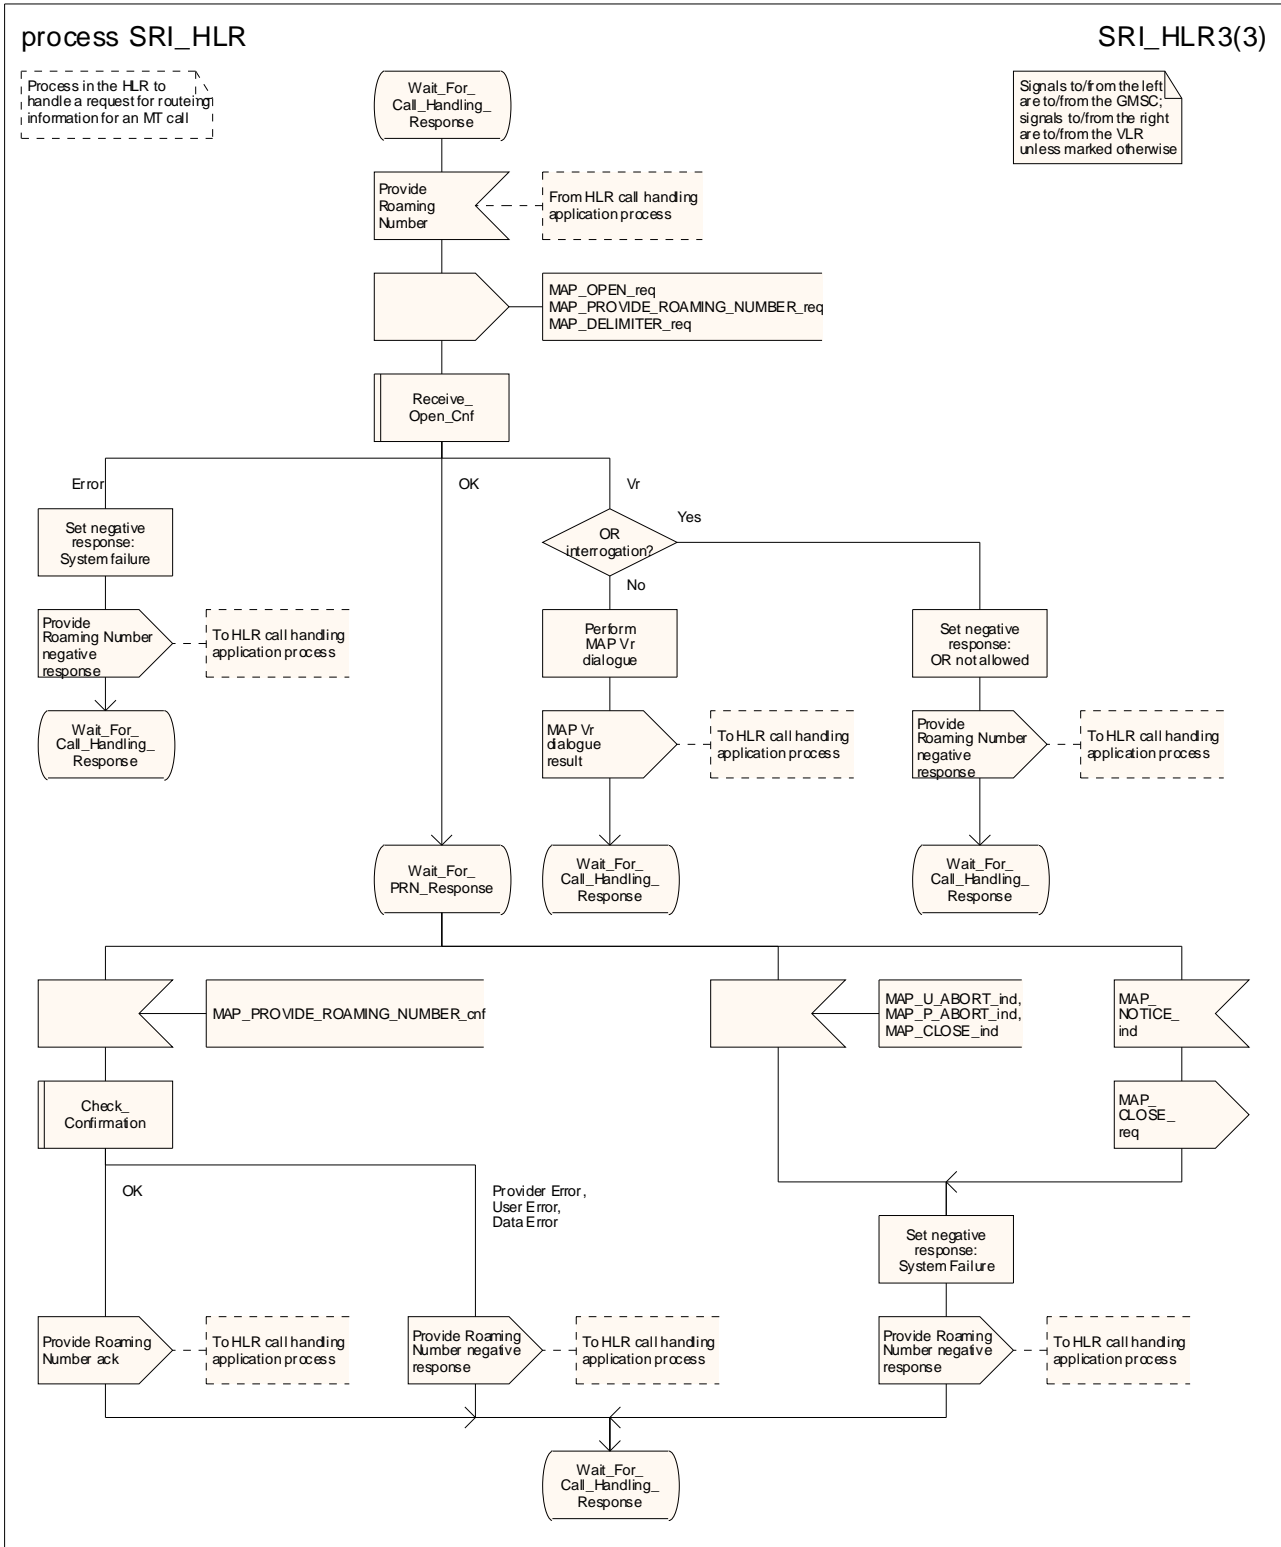 process SRI_HLR
SRI_HLR3(3)
Process in the HLR to
handle a request for routeing
information for an MT call
Wait_For_
Call_Handling_
Response
Signals to/from the left
are to/from the GMSC;
signals to/from the right
are to/from the VLR
unless marked otherwise
Provide
Roaming
Number
From HLR call handling
application process
MAP_OPEN_req
MAP_PROVIDE_ROAMING_NUMBER_req
MAP_DELIMITER_req
Receive_
Open_Cnf
Error
OK
Vr
Set negative
response:
System failure
OR
interrogation?
Yes
No
Provide
Roaming Number
negative
response
To HLR call handling
application process
Perform
MAP Vr
dialogue
Set negative
response:
OR not allowed
Wait_For_
Call_Handling_
Response
MAP Vr
dialogue
result
To HLR call handling
application process
Provide
Roaming Number
negative
response
To HLR call handling
application process
Wait_For_
PRN_Response
Wait_For_
Call_Handling_
Response
Wait_For_
Call_Handling_
Response
MAP_PROVIDE_ROAMING_NUMBER_cnf
MAP_U_ABORT_ind,
MAP_P_ABORT_ind,
MAP_CLOSE_ind
MAP_
NOTICE_
ind
Check_
Confirmation
MAP_
CLOSE_
req
OK
Provider Error,
User Error,
Data Error
Set negative
response:
System Failure
Provide Roaming
Number ack
To HLR call handling
application process
Provide Roaming
Number negative
response
To HLR call handling
application process
Provide Roaming
Number negative
response
To HLR call handling
application process
Wait_For_
Call_Handling_
Response